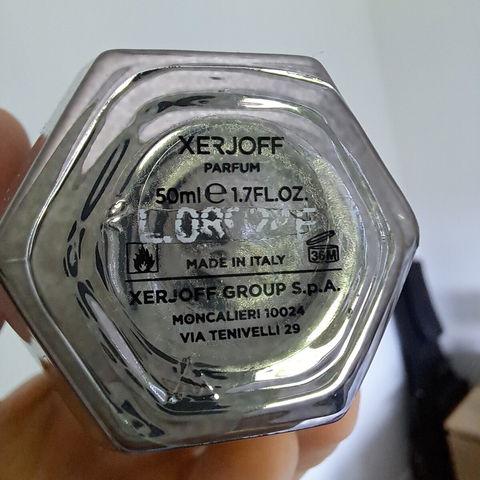 XERJOFF
PARFUM
50ml ℮ 1.7FL.OZ.
36M
MADE IN ITALY
XERJOFF GROUP S.p.A.
MONCALIERI 10024
VIA TENIVELLI 29